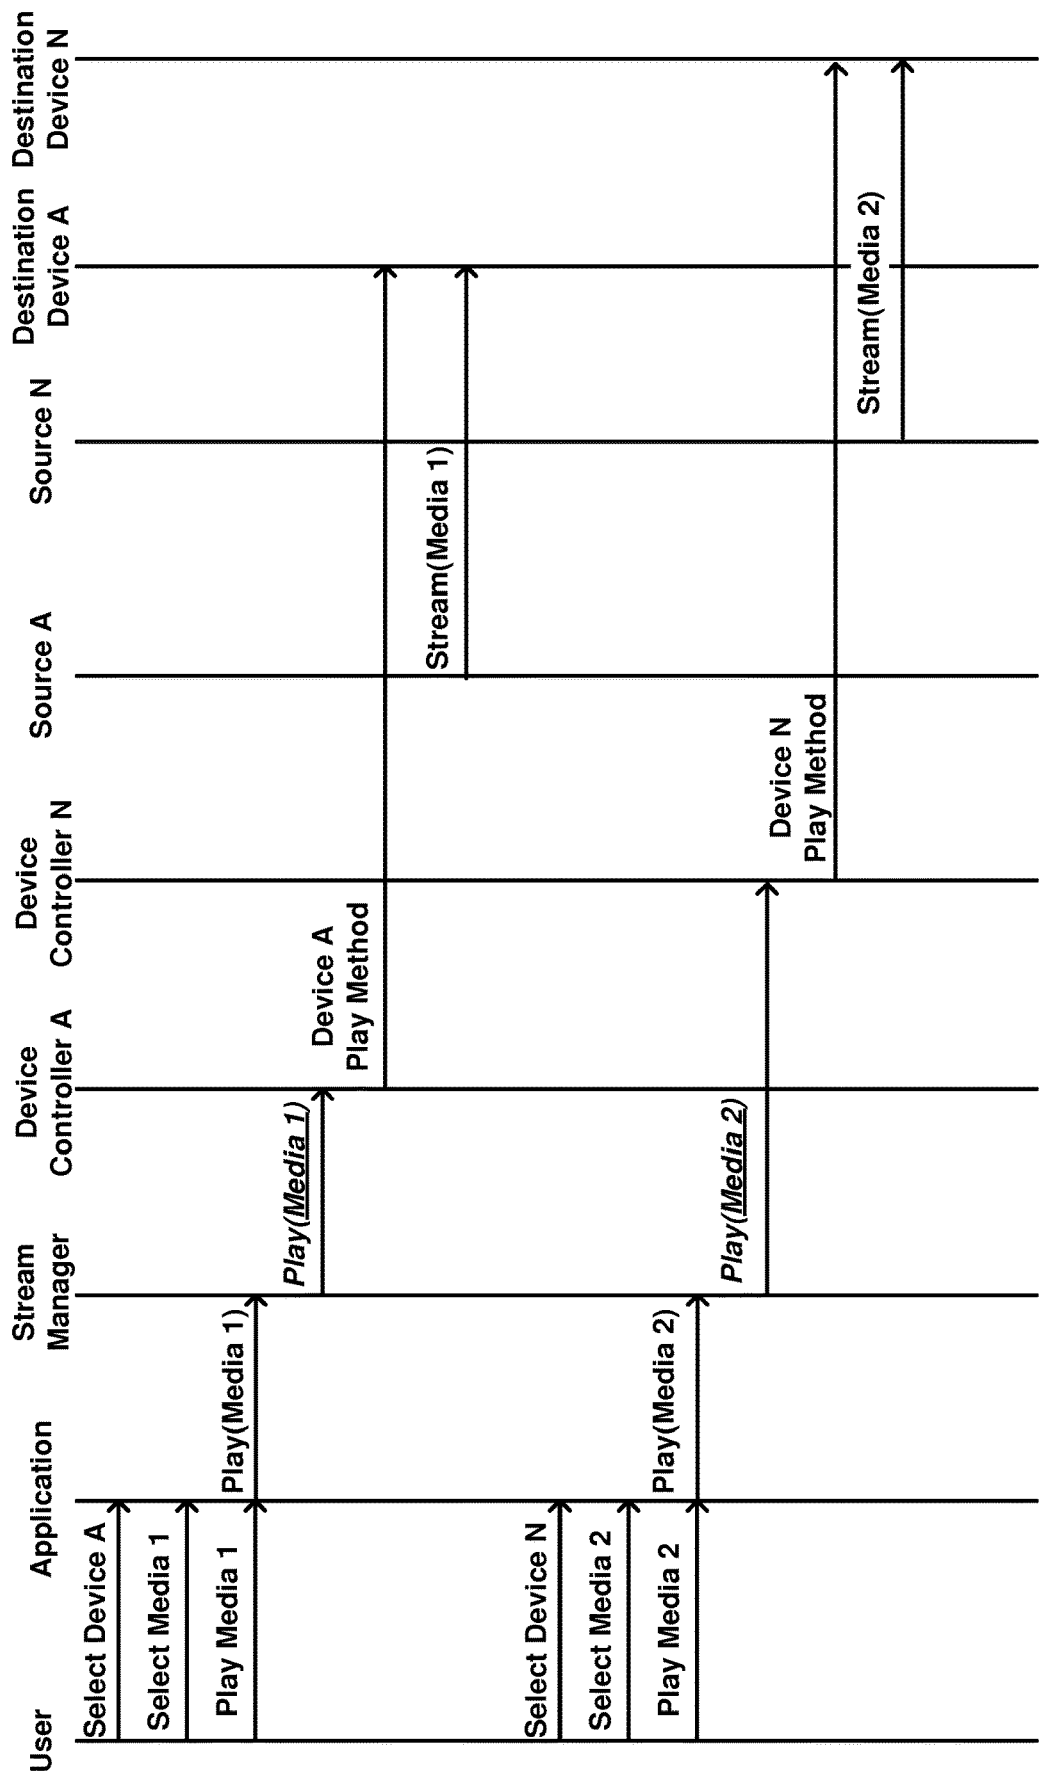 User
Application
Stream
Manager
Device
Controller A
Device
Controller N
Source A
Source N
Destination
Device A
Destination
Device N
Select Device A
Select Media 1
Play Media 1
Play(Media 1)
Play(Media 1)
Device A
Play Method
Stream(Media 1)
Select Device N
Select Media 2
Play Media 2
Play(Media 2)
Play(Media 2)
Device N
Play Method
Stream(Media 2)